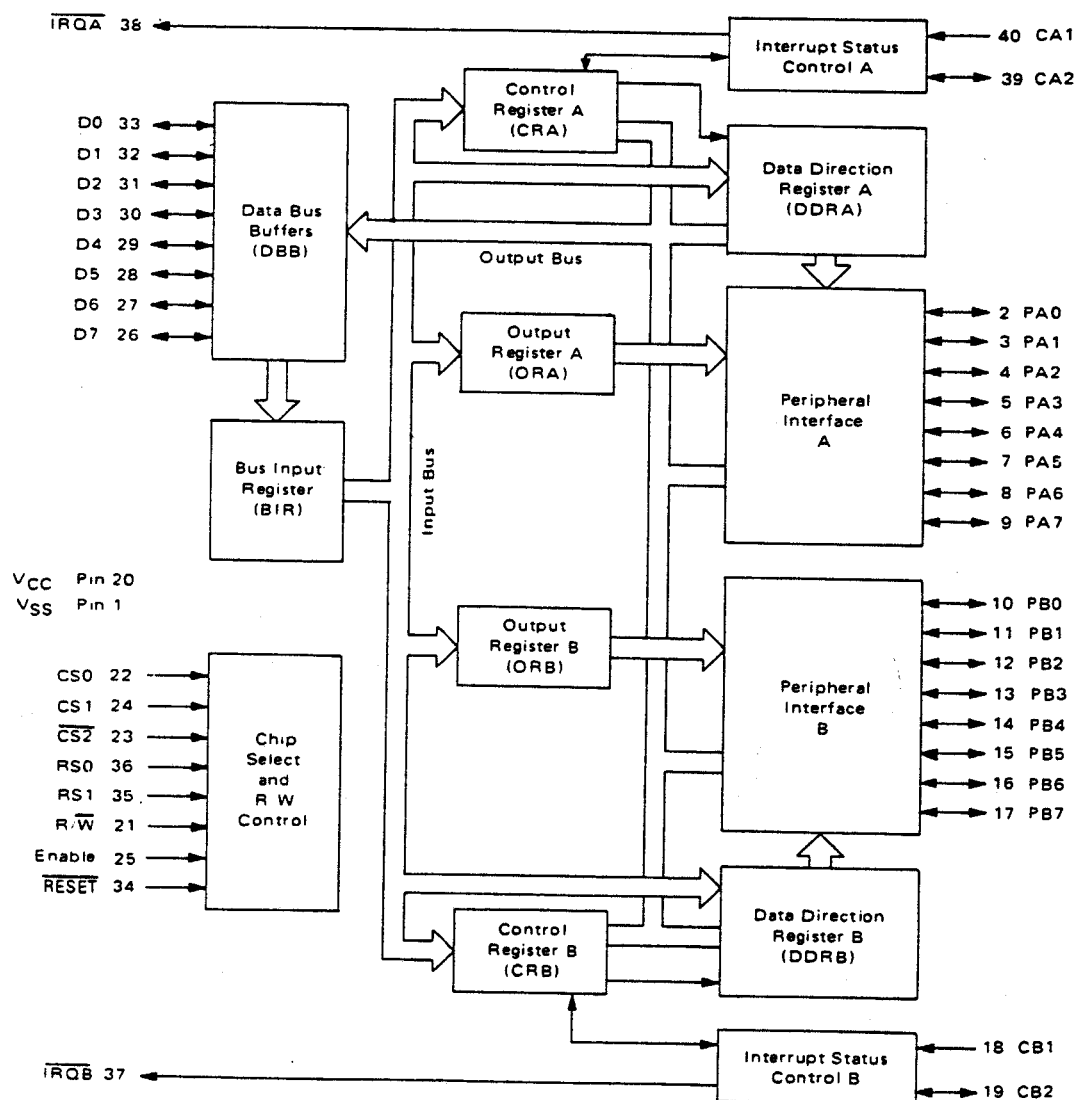 IRQA 38
Interrupt Status
Control A
40 CA1
39 CA2
Control
Register A
(CRA)
D0 33
D1 32
D2 31
D3 30
D4 29
D5 28
D6 27
D7 26
Data Bus
Buffers
(DBB)
Data Direction
Register A
(DDRA)
Output Bus
Output
Register A
(ORA)
Peripheral
Interface
A
2 PA0
3 PA1
4 PA2
5 PA3
6 PA4
7 PA5
8 PA6
9 PA7
Bus Input
Register
(BIR)
Input Bus
VCC Pin 20
VSS Pin 1
Output
Register B
(ORB)
Peripheral
Interface
B
10 PB0
11 PB1
12 PB2
13 PB3
14 PB4
15 PB5
16 PB6
17 PB7
CS0 22
CS1 24
CS2 23
RS0 36
RS1 35
R/W 21
Enable 25
RESET 34
Chip
Select
and
R W
Control
Control
Register B
(CRB)
Data Direction
Register B
(DDRB)
Interrupt Status
Control B
18 CB1
19 CB2
IRQB 37